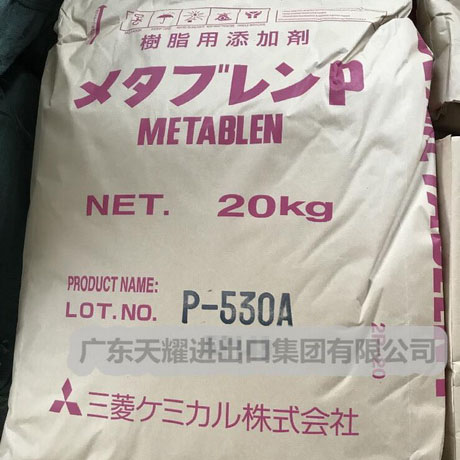 樹脂用添加剤
メタブレンP
METABLEN
NET. 20kg
PRODUCT NAME:
LOT.NO. P-530A
广东天耀进出口集团有限公司
三菱ケミカル株式会社